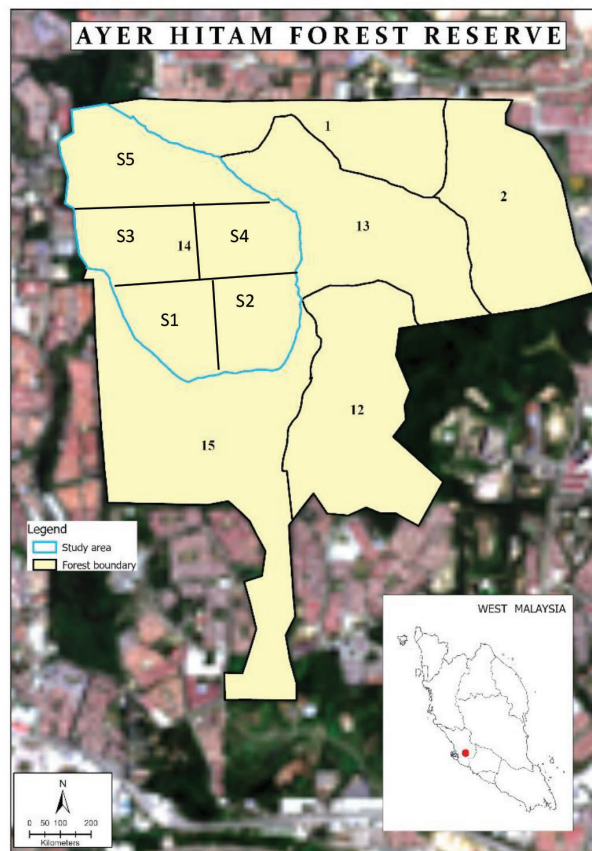 AYER HITAM FOREST RESERVE
1
2
S5
13
S3
14
S4
S1
S2
12
15
Legend
Study area
Forest boundary
WEST MALAYSIA
N
0 50 100 200
Kilometers